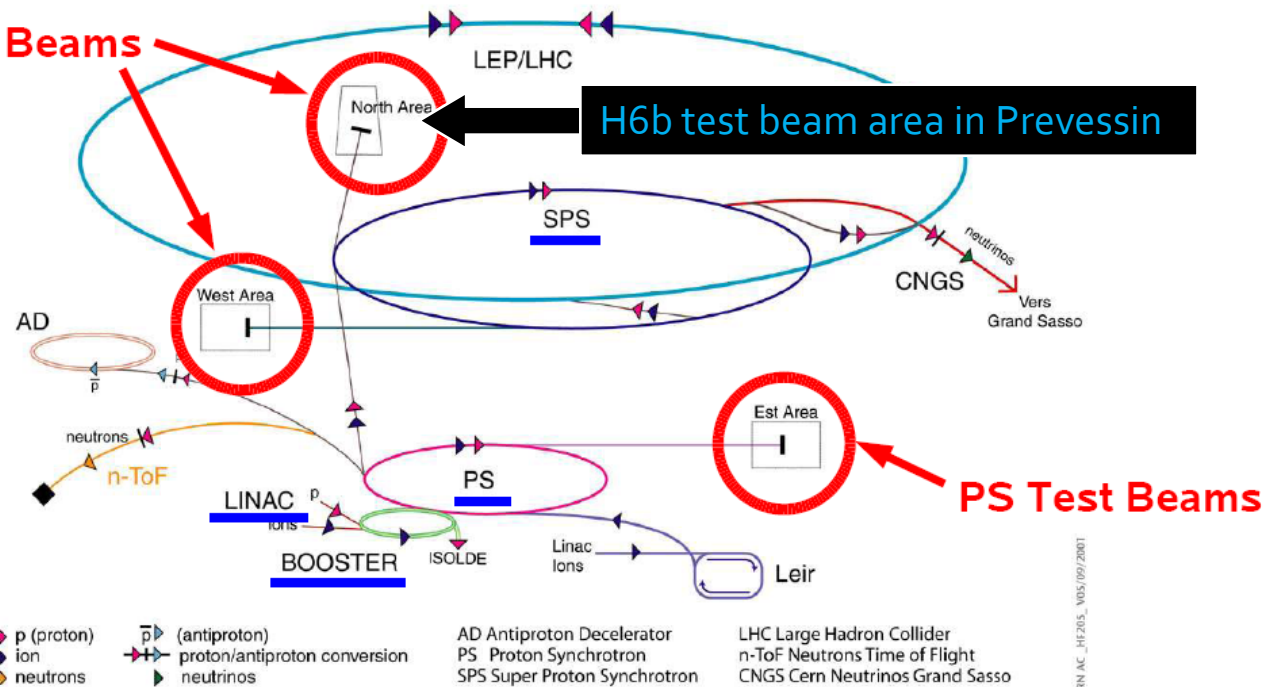 Beams
LEP/LHC
North Area
H6b test beam area in Prevessin
SPS
neutrinos
CNGS
Vers
Grand Sasso
West Area
AD
p
Est Area
neutrons
n-ToF
PS
PS Test Beams
LINAC
p
ions
BOOSTER
ISOLDE
Linac
Ions
Leir
p (proton)
ion
neutrons
p (antiproton)
proton/antiproton conversion
neutrinos
AD Antiproton Decelerator
PS Proton Synchrotron
SPS Super Proton Synchrotron
LHC Large Hadron Collider
n-ToF Neutrons Time of Flight
CNGS Cern Neutrinos Grand Sasso